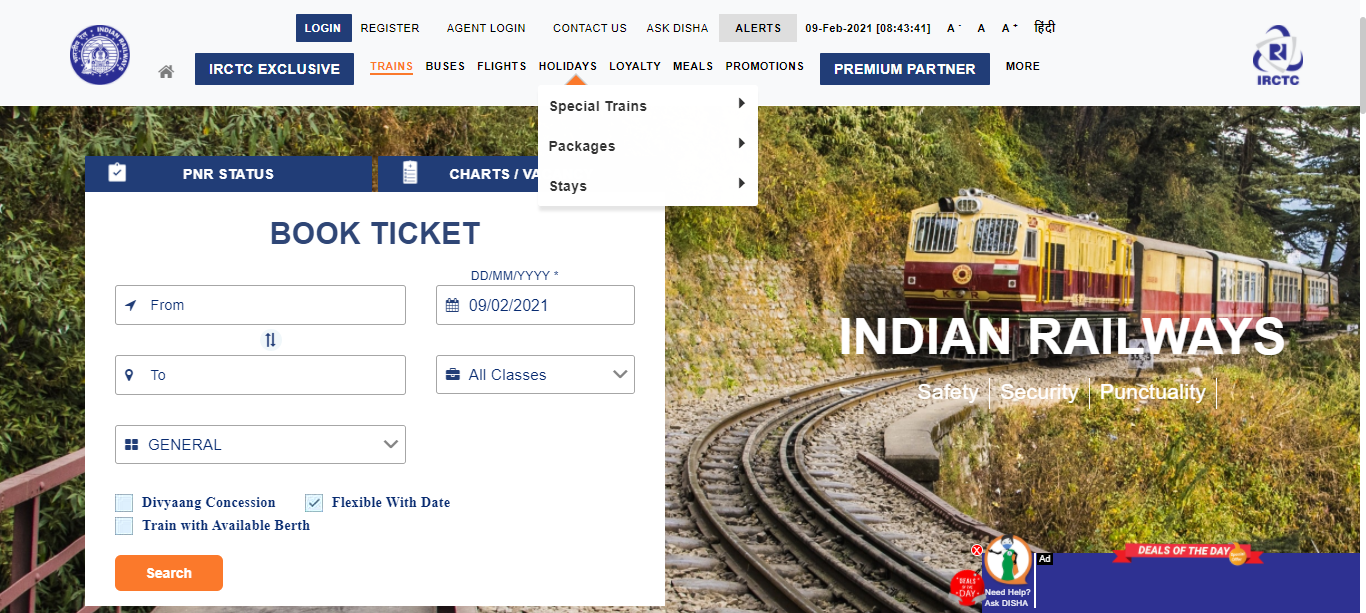 LOGIN REGISTER AGENT LOGIN CONTACT US ASK DISHA ALERTS 09-Feb-2021 [08:43:41] A - A A + हिंदी
INDIAN RAILWAYS
IRCTC EXCLUSIVE TRAINS BUSES FLIGHTS HOLIDAYS LOYALTY MEALS PROMOTIONS PREMIUM PARTNER MORE
IRCTC
Special Trains
Packages
Stays
PNR STATUS
CHARTS / VA
BOOK TICKET
DD/MM/YYYY *
From
09/02/2021
To
All Classes
GENERAL
Divyaang Concession
Flexible With Date
Train with Available Berth
Search
INDIAN RAILWAYS
Safety
Security
Punctuality
DEALS OF THE DAY
Ad
DEALS
OF THE
DAY
Need Help?
Ask DISHA